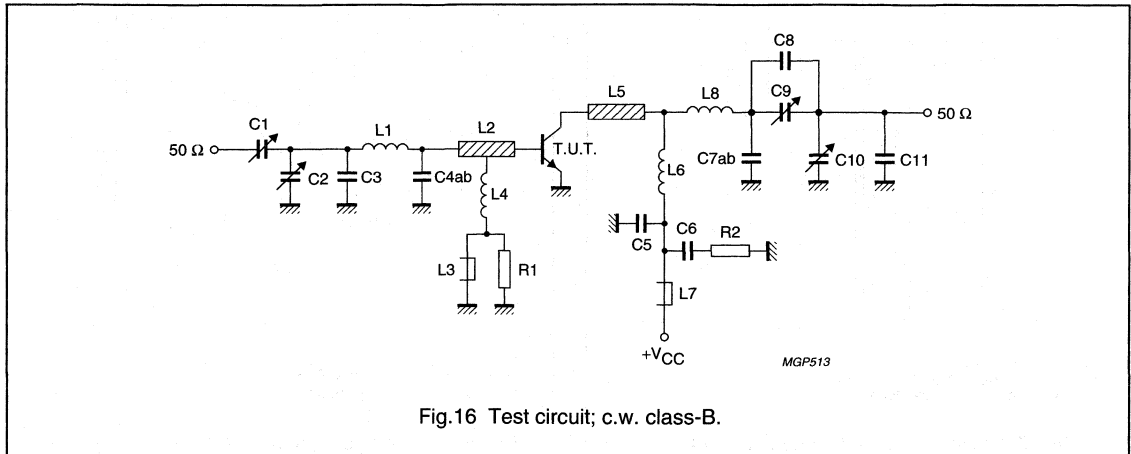 C8
L5
L8
C9
C1
50 Ω
L1
L2
T.U.T.
50 Ω
C2
C3
C4ab
L4
L6
C7ab
C10
C11
C5
C6
R2
L3
R1
L7
+VCC
MGP513
Fig.16 Test circuit; c.w. class-B.